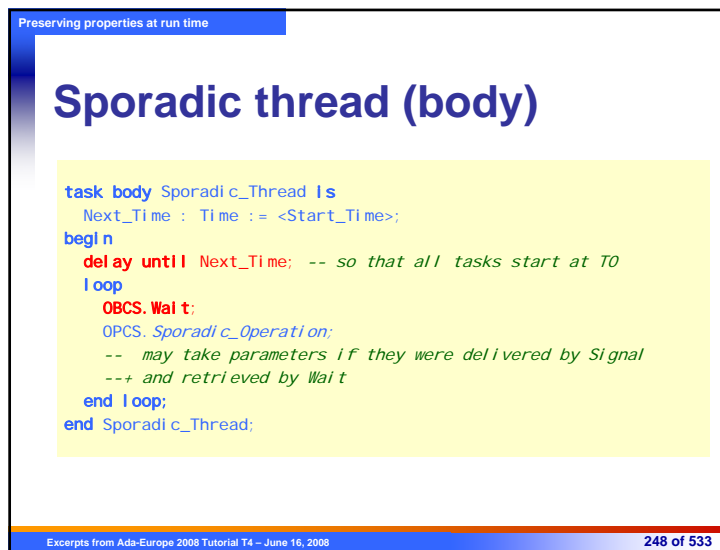 Preserving properties at run time
Sporadic thread (body)
task body Sporadic_Thread is
Next_Time : Time := <Start_Time>;
begin
delay until Next_Time; -- so that all tasks start at T0
loop
OBCS.Wait;
OPCS.Sporadic_Operation;
-- may take parameters if they were delivered by Signal
--+ and retrieved by Wait
end loop;
end Sporadic_Thread;
Excerpts from Ada-Europe 2008 Tutorial T4 – June 16, 2008
248 of 533